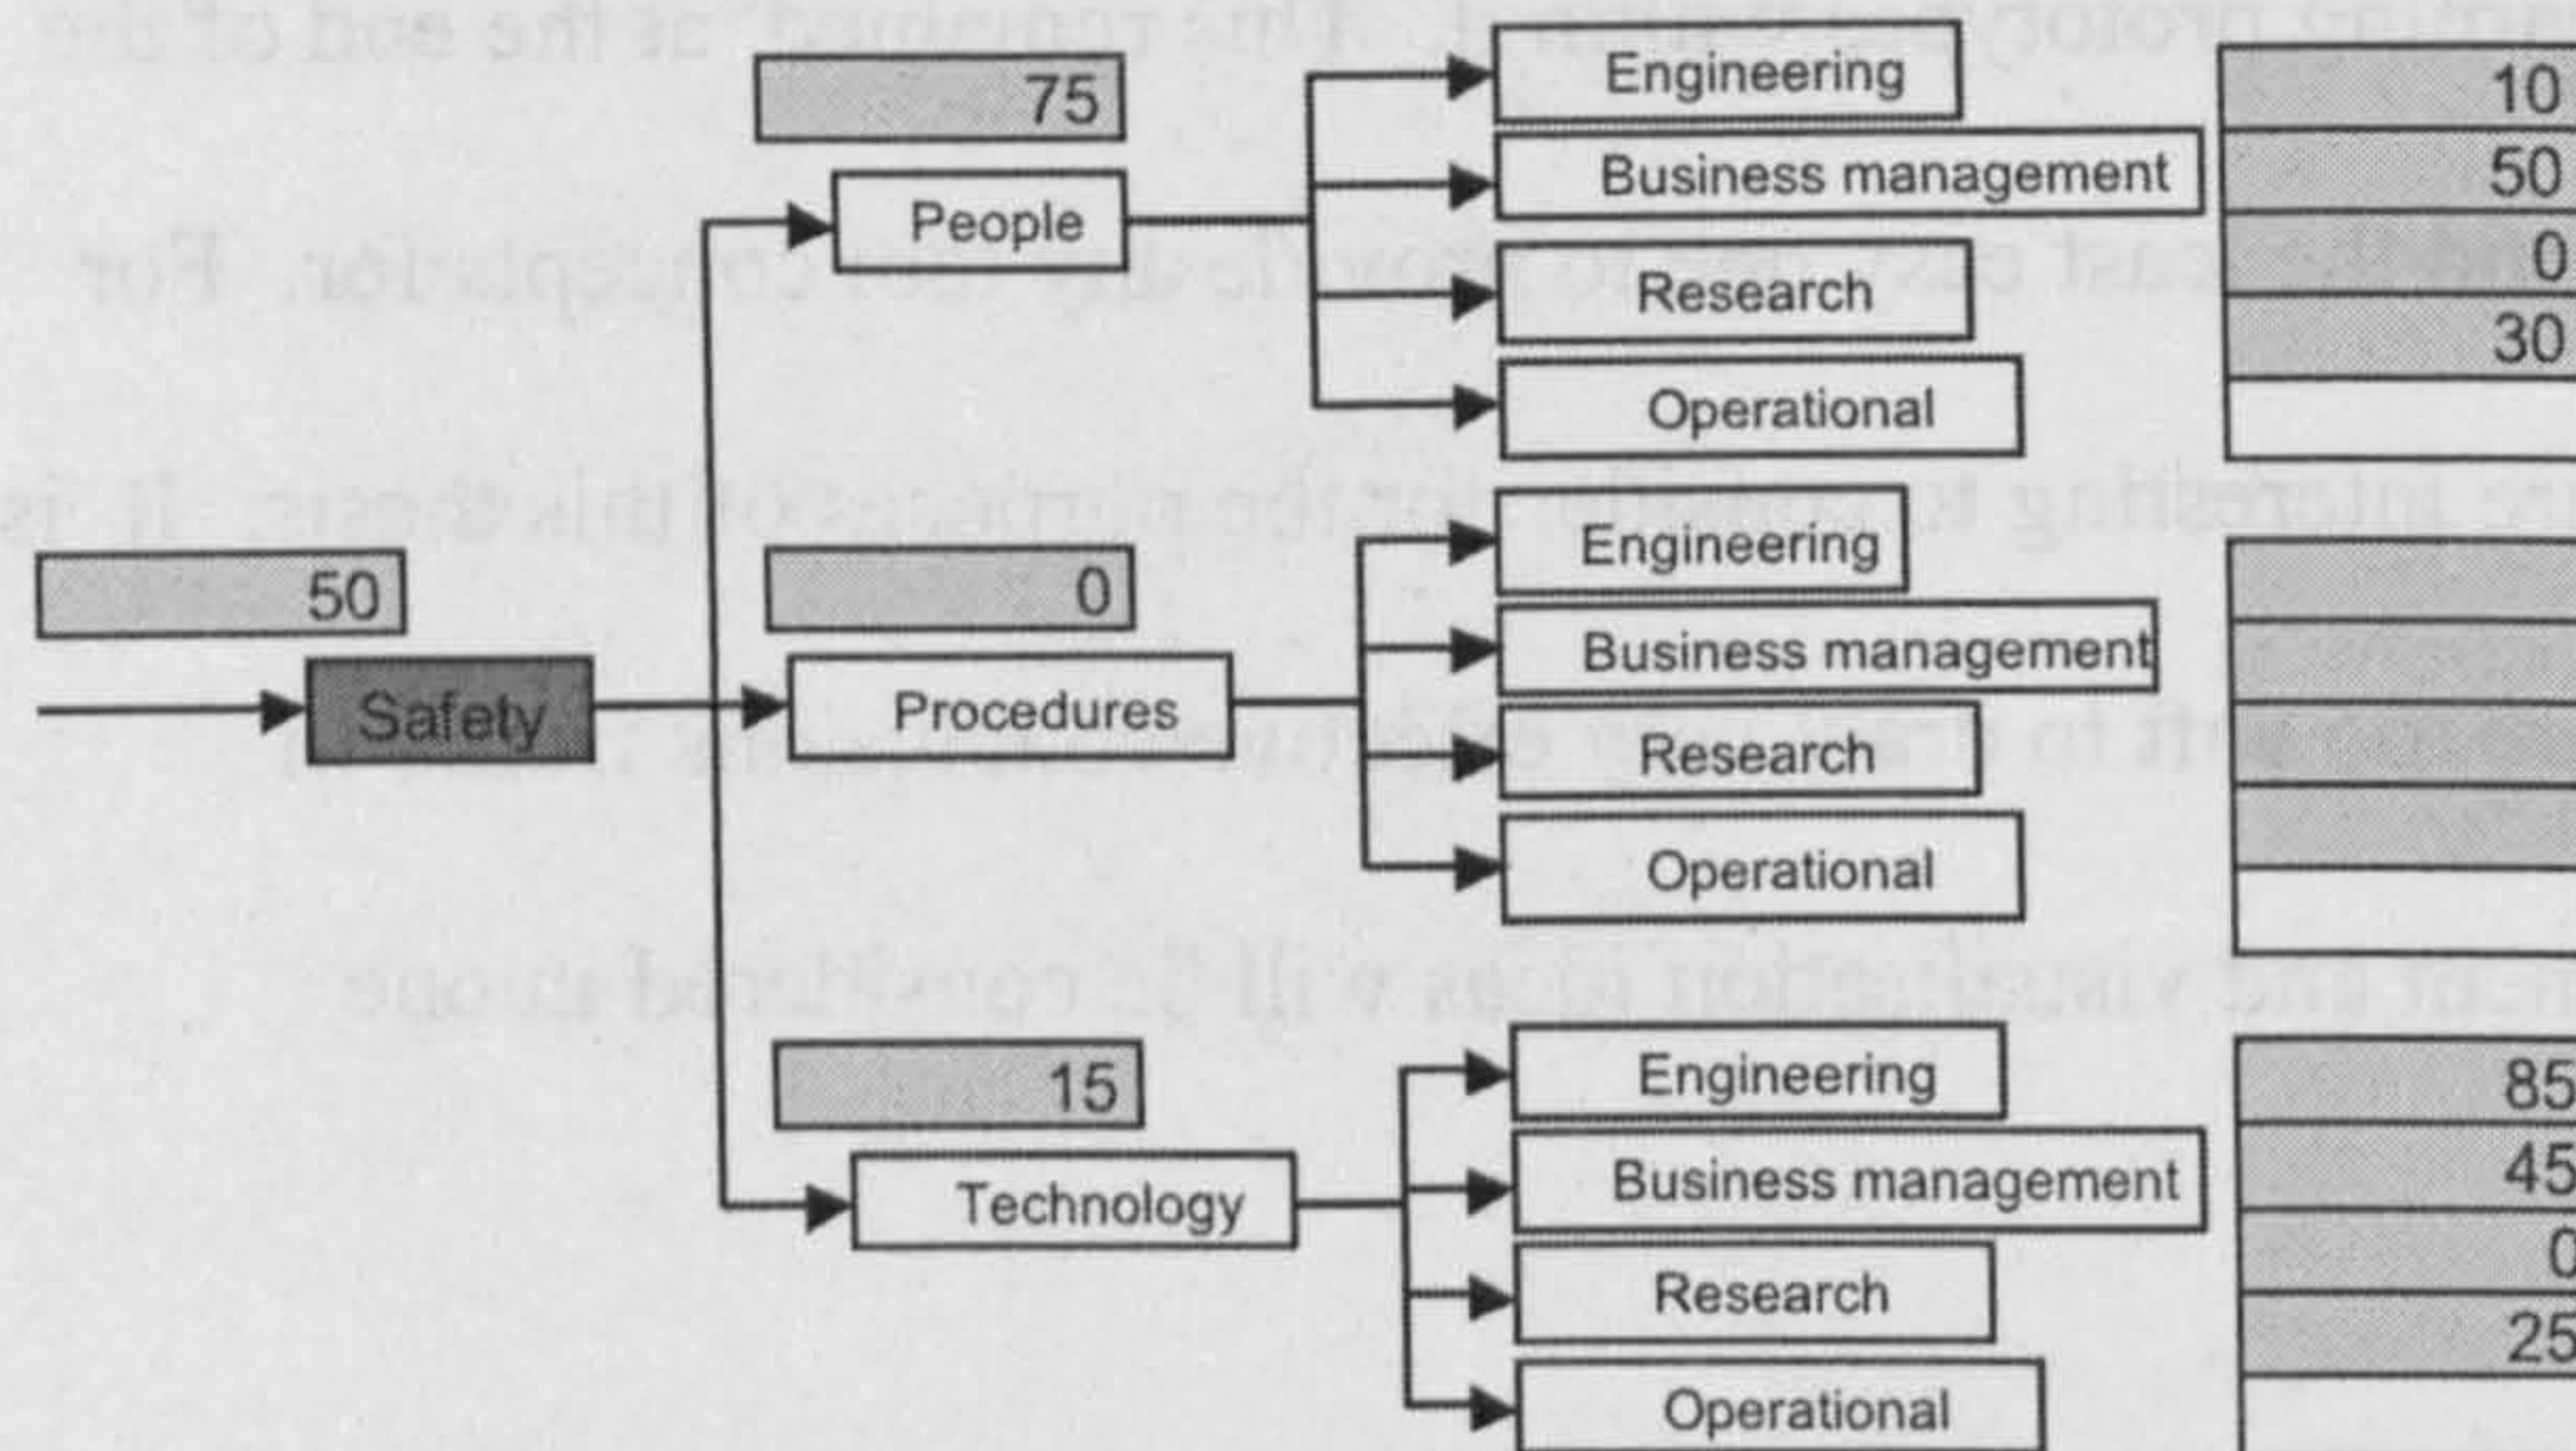 75
Engineering
10
Business management
50
People
Research
0
Operational
30
50
Safety
0
Procedures
Engineering
Business management
Research
Operational
15
Technology
Engineering
85
Business management
45
Research
0
Operational
25